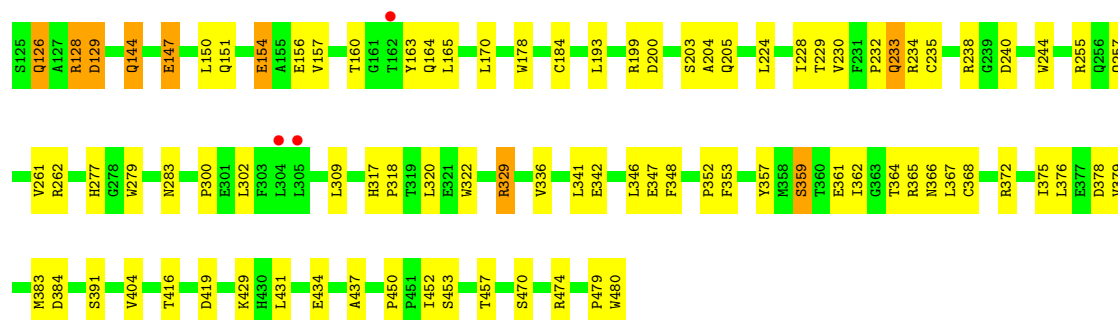 S125 Q126 A127 R128 D129 Q144 E147 L150 Q151 E154 A155 E156 V157 T160 G161 T162 Y163 Q164 L165 L170 W178 C184 L193 R199 D200 S203 A204 Q205 L224 I228 T229 V230 F231 P232 Q233 R234 C235 R238 G239 D240 W244 R255 Q256 Q257
V261 R262 H277 G278 W279 N283 P300 E301 L302 F303 L304 L305 L309 H317 P318 T319 L320 E321 W322 R329 V336 L341 E342 L346 E347 F348 P352 F353 Y357 M358 S359 T360 E361 I362 G363 T364 R365 N366 L367 C368 R372 I375 L376 E377 D378
M383 D384 S391 V404 T416 D419 K429 H430 L431 E434 A437 P450 P451 I452 S453 T457 S470 R474 P479 W480